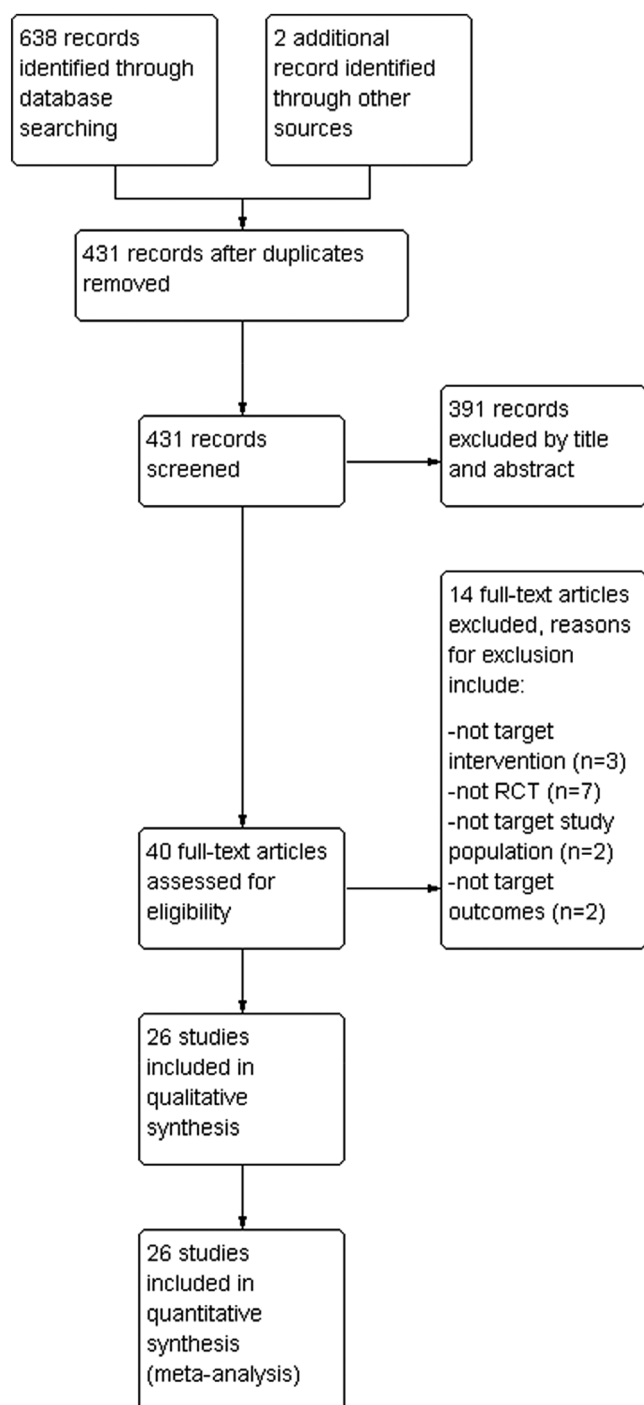 638 records
identified through
database
searching
2 additional
record identified
through other
sources
431 records after duplicates
removed
431 records
screened
391 records
excluded by title
and abstract
14 full-text articles
excluded, reasons
for exclusion
include:
-not target
intervention (n=3)
-not RCT (n=7)
-not target study
population (n=2)
-not target
outcomes (n=2)
40 full-text articles
assessed for
eligibility
26 studies
included in
qualitative
synthesis
26 studies
included in
quantitative
synthesis
(meta-analysis)